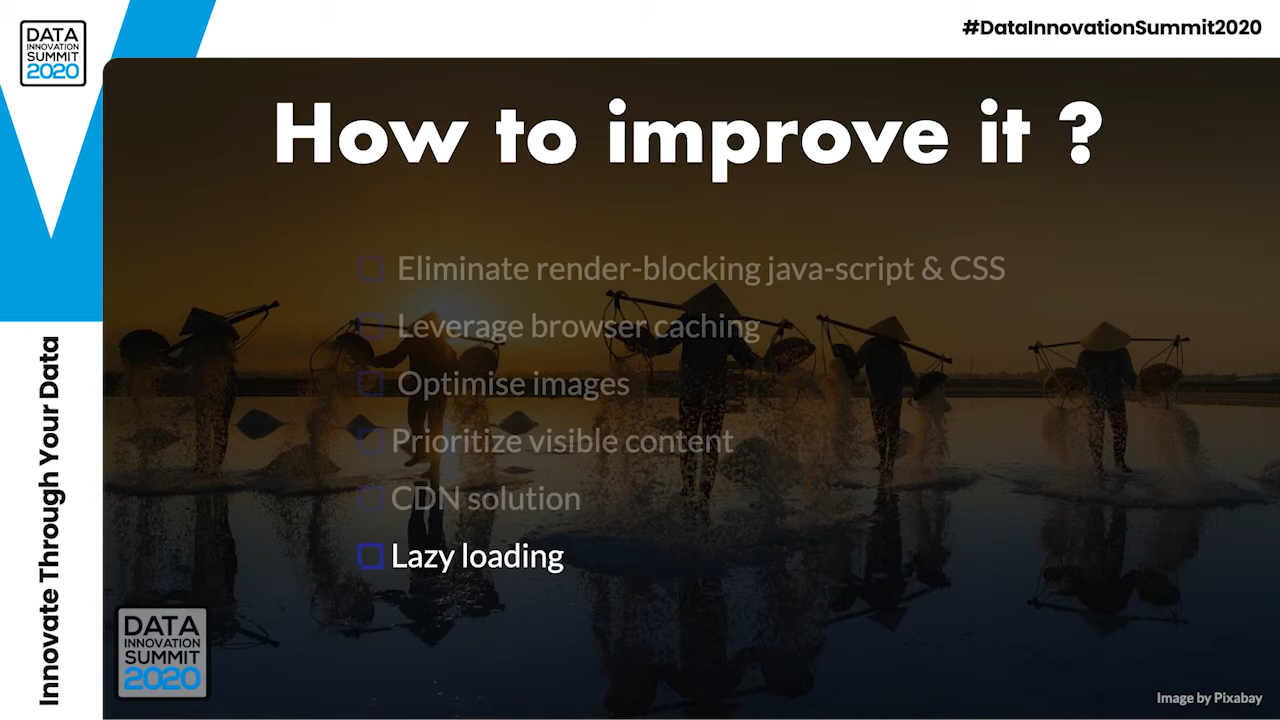 DATA
INNOVATION
SUMMIT
2020
#DataInnovationSummit2020
How to improve it ?
Eliminate render-blocking java-script & CSS
Leverage browser caching
Optimise images
Prioritize visible content
CDN solution
Lazy loading
Innovate Through Your Data
DATA
INNOVATION
SUMMIT
2020
Image by Pixabay